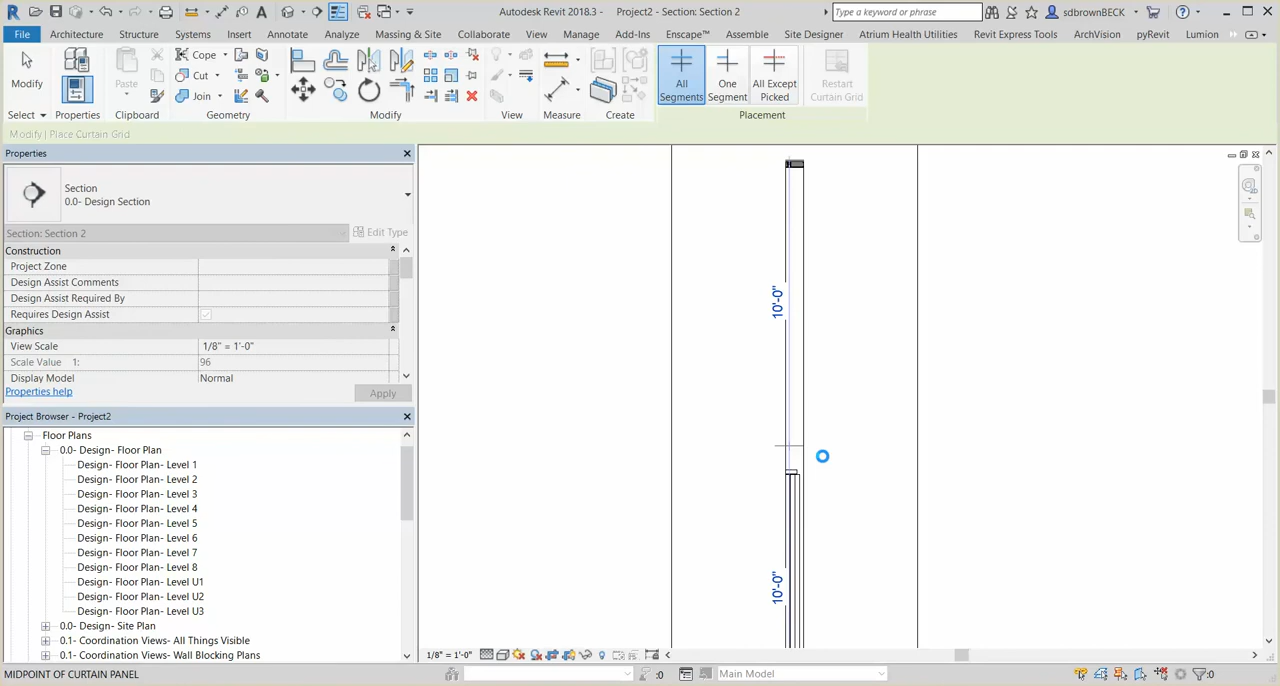 Autodesk Revit 2018.3 - Project2 - Section: Section 2
Type a keyword or phrase
sdbrownBECK
File Architecture Structure Systems Insert Annotate Analyze Massing & Site Collaborate View Manage Add-Ins Enscape™ Assemble Site Designer Atrium Health Utilities Revit Express Tools ArchVision pyRevit Lumion
Modify
Paste
Cope
Cut
Join
All Segments
One Segment
All Except Picked
Restart Curtain Grid
Select Properties Clipboard Geometry Modify View Measure Create Placement
Modify | Place Curtain Grid
Properties
Section
0.0- Design Section
Section: Section 2
Edit Type
Construction
Project Zone
Design Assist Comments
Design Assist Required By
Requires Design Assist
Graphics
View Scale 1/8" = 1'-0"
Scale Value 1: 96
Display Model Normal
Properties help
Apply
Project Browser - Project2
Floor Plans
0.0- Design- Floor Plan
Design- Floor Plan- Level 1
Design- Floor Plan- Level 2
Design- Floor Plan- Level 3
Design- Floor Plan- Level 4
Design- Floor Plan- Level 5
Design- Floor Plan- Level 6
Design- Floor Plan- Level 7
Design- Floor Plan- Level 8
Design- Floor Plan- Level U1
Design- Floor Plan- Level U2
Design- Floor Plan- Level U3
0.0- Design- Site Plan
0.1- Coordination Views- All Things Visible
0.1- Coordination Views- Wall Blocking Plans
10'-0"
10'-0"
1/8" = 1'-0"
MIDPOINT OF CURTAIN PANEL
:0
Main Model
:0